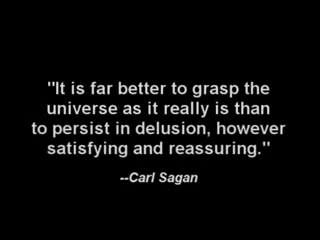 "It is far better to grasp the
universe as it really is than
to persist in delusion, however
satisfying and reassuring."
--Carl Sagan